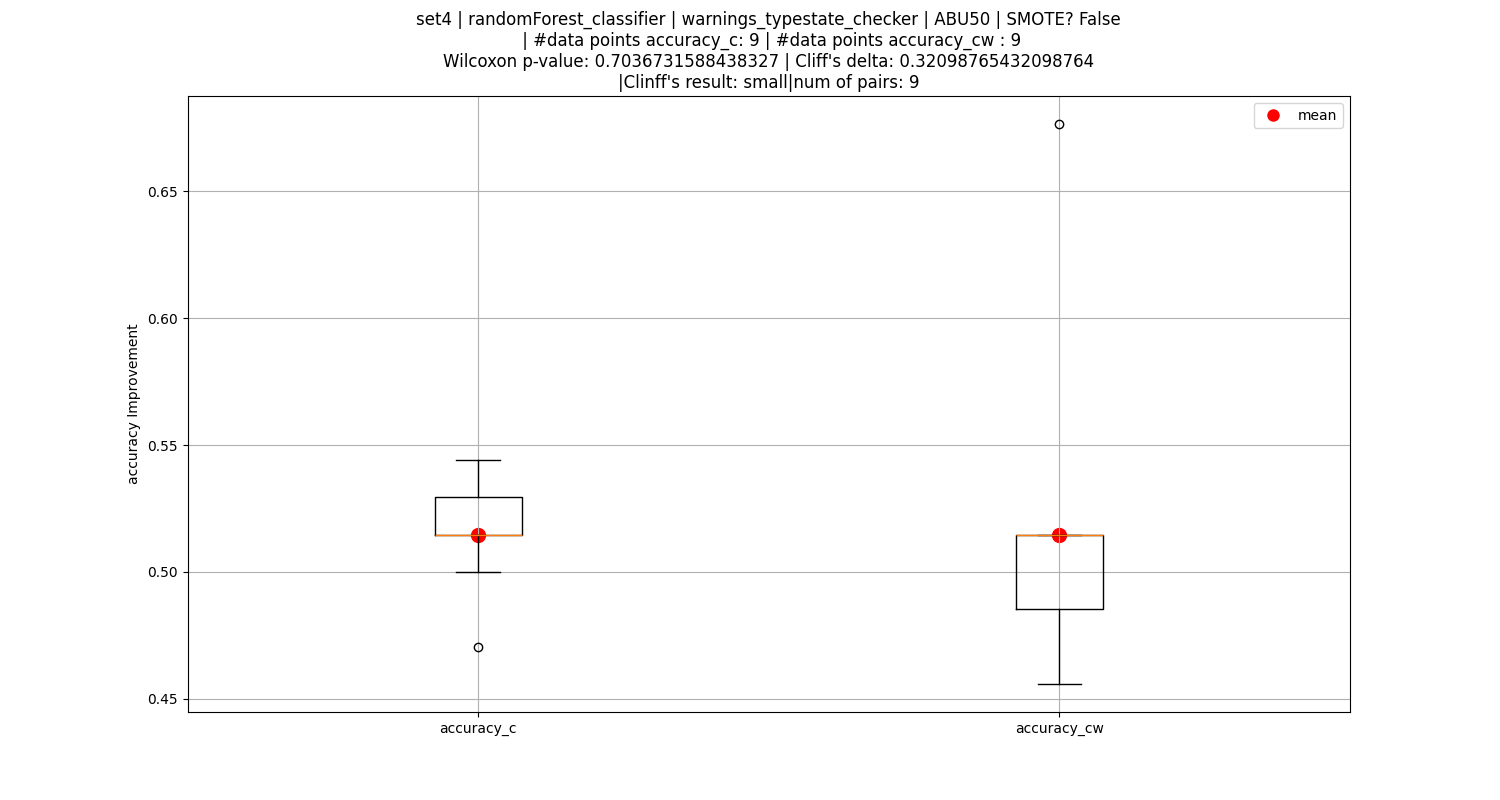 set4 | randomForest_classifier | warnings_typestate_checker | ABU50 | SMOTE? False
| #data points accuracy_c: 9 | #data points accuracy_cw : 9
Wilcoxon p-value: 0.7036731588438327 | Cliff's delta: 0.32098765432098764
|Clinff's result: small|num of pairs: 9
mean
0.65
0.60
0.55
0.50
0.45
accuracy Improvement
accuracy_c
accuracy_cw